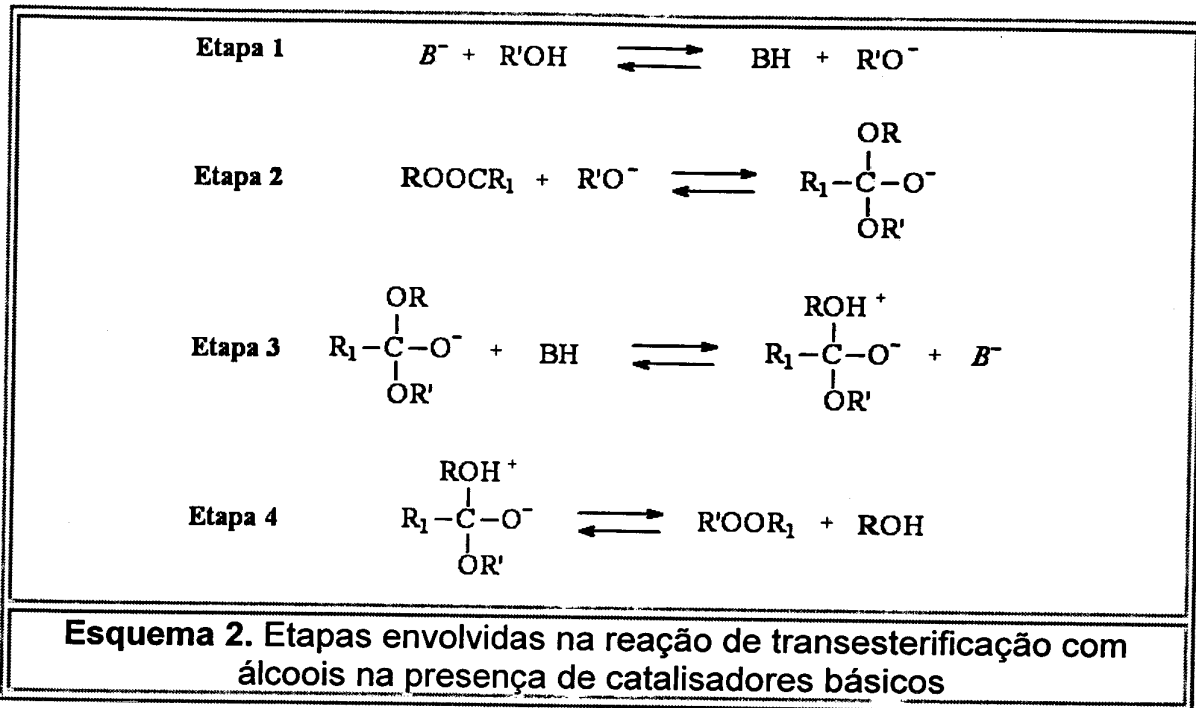 Etapa 1 B⁻ + R'OH ⇌ BH + R'O⁻
OR
Etapa 2 ROOCR₁ + R'O⁻ ⇌ R₁–C–O⁻
OR'
OR ROH⁺
Etapa 3 R₁–C–O⁻ + BH ⇌ R₁–C–O⁻ + B⁻
OR' OR'
ROH⁺
Etapa 4 R₁–C–O⁻ ⇌ R'OOR₁ + ROH
OR'
Esquema 2. Etapas envolvidas na reação de transesterificação com
álcoois na presença de catalisadores básicos